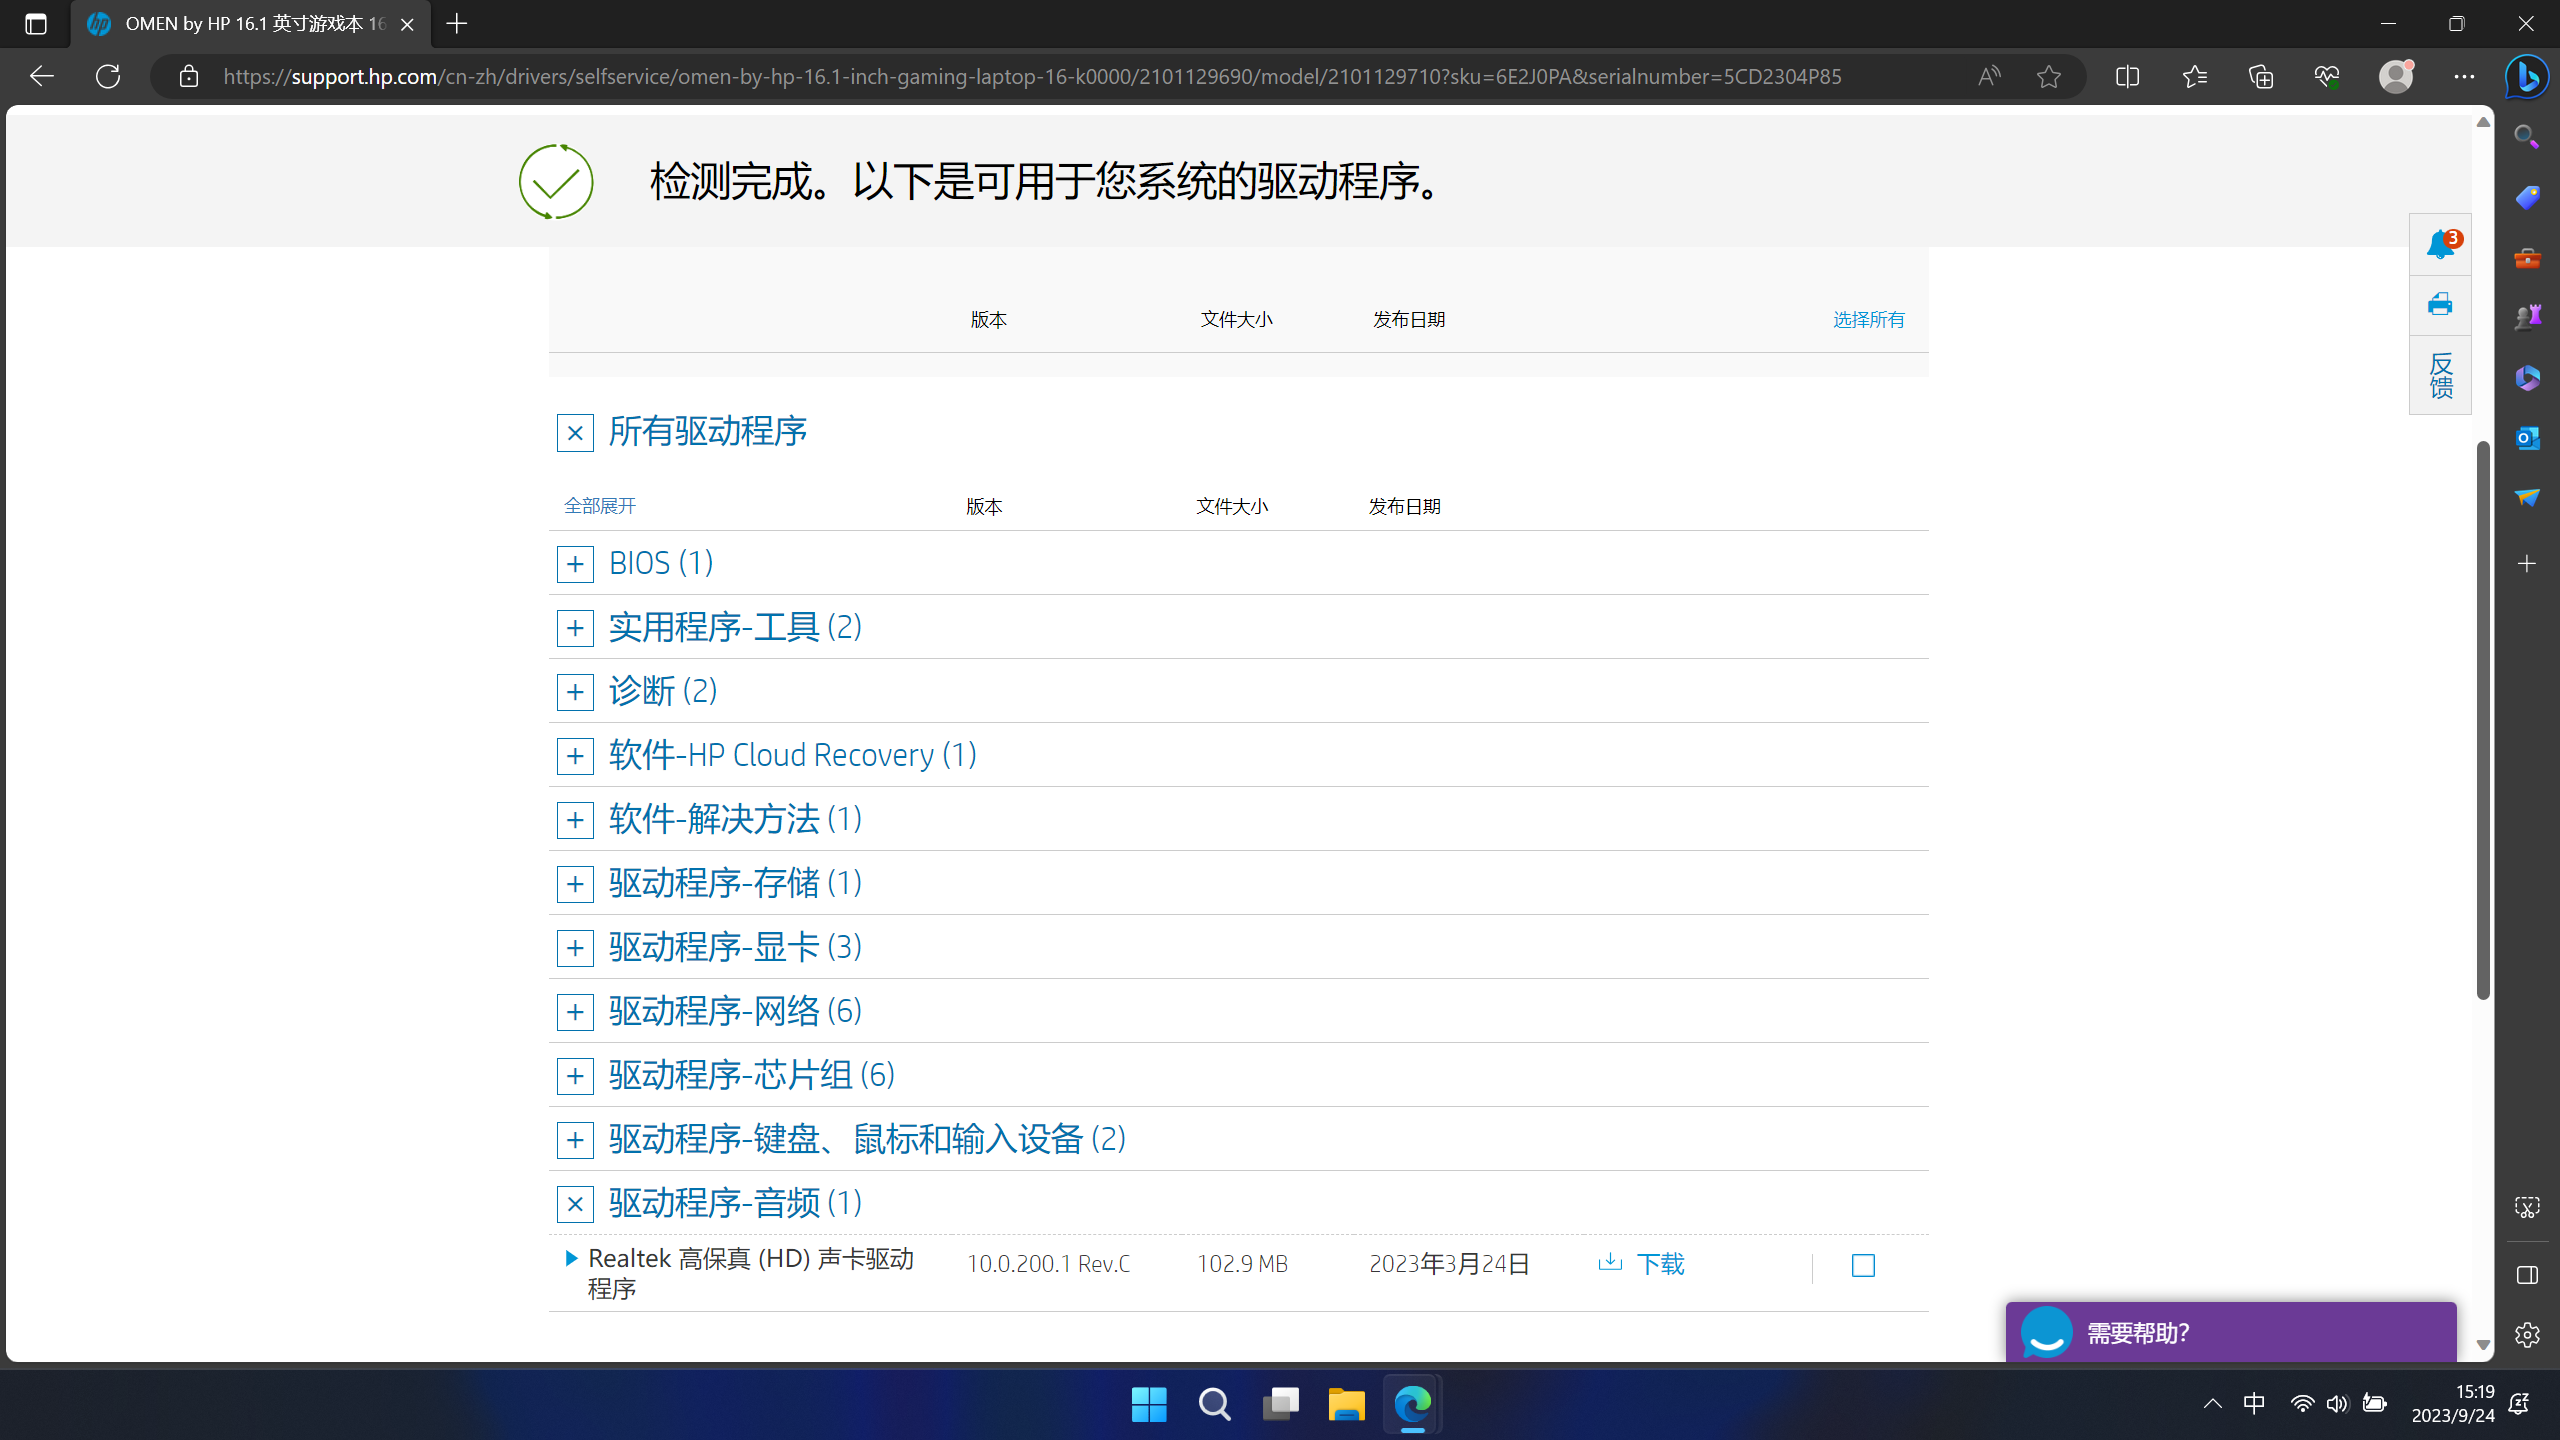 OMEN by HP 16.1 英寸游戏本 16
https://support.hp.com/cn-zh/drivers/selfservice/omen-by-hp-16.1-inch-gaming-laptop-16-k0000/2101129690/model/2101129710?sku=6E2J0PA&serialnumber=5CD2304P85
检测完成。以下是可用于您系统的驱动程序。
3
反馈
版本 文件大小 发布日期 选择所有
所有驱动程序
全部展开 版本 文件大小 发布日期
BIOS (1)
实用程序-工具 (2)
诊断 (2)
软件-HP Cloud Recovery (1)
软件-解决方法 (1)
驱动程序-存储 (1)
驱动程序-显卡 (3)
驱动程序-网络 (6)
驱动程序-芯片组 (6)
驱动程序-键盘、鼠标和输入设备 (2)
驱动程序-音频 (1)
Realtek 高保真 (HD) 声卡驱动 10.0.200.1 Rev.C 102.9 MB 2023年3月24日 下载
程序
需要帮助?
中 15:19
2023/9/24